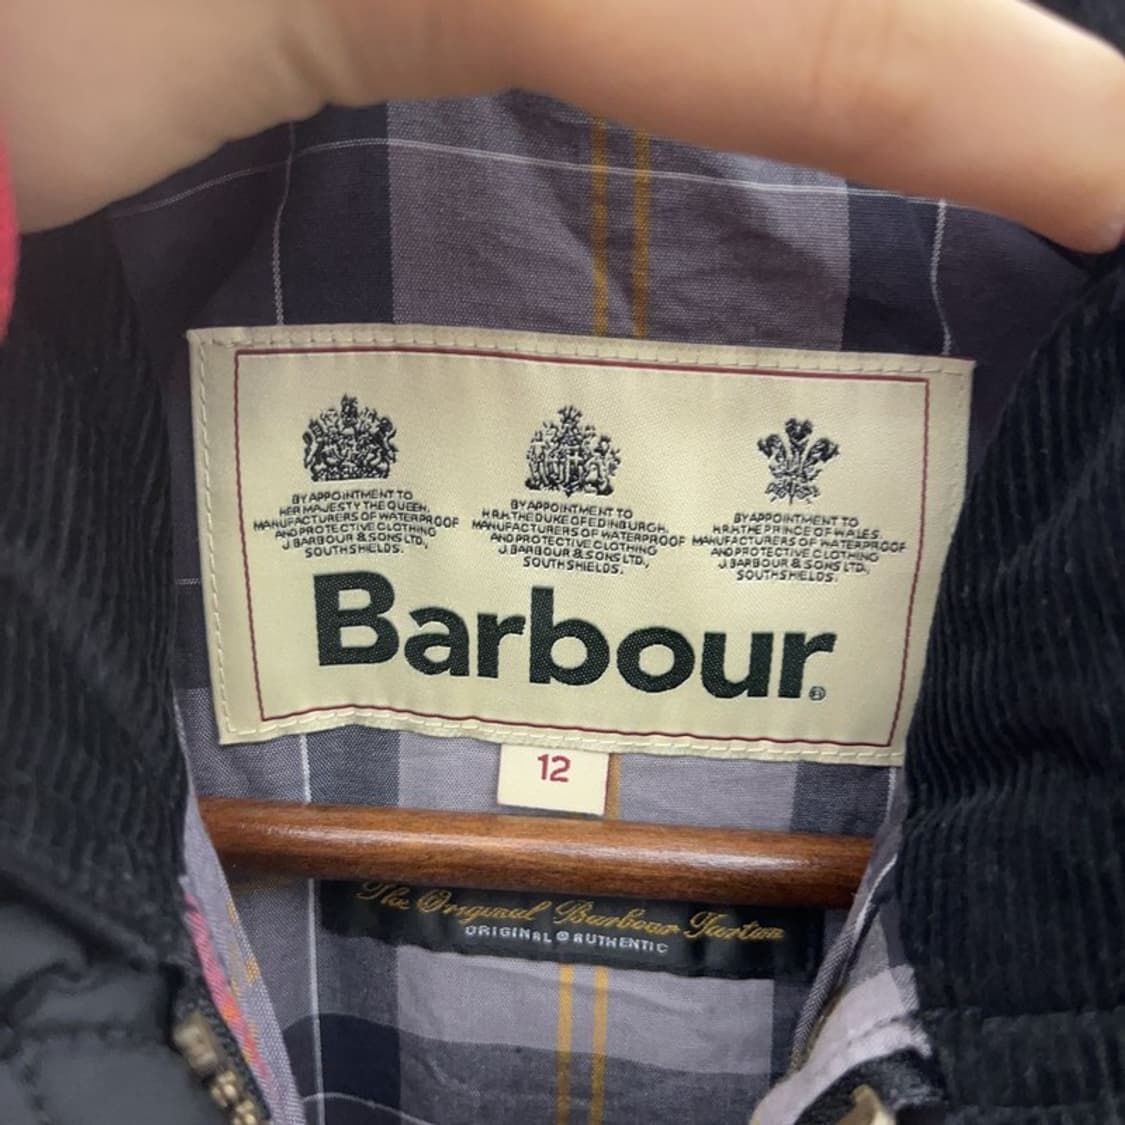 BY APPOINTMENT TO
HER MAJESTY THE QUEEN,
MANUFACTURERS OF WATERPROOF
AND PROTECTIVE CLOTHING
J. BARBOUR & SONS LTD.,
SOUTH SHIELDS.
BY APPOINTMENT TO
H.R.H. THE DUKE OF EDINBURGH,
MANUFACTURERS OF WATERPROOF
AND PROTECTIVE CLOTHING
J. BARBOUR & SONS LTD.,
SOUTH SHIELDS.
BY APPOINTMENT TO
H.R.H. THE PRINCE OF WALES,
MANUFACTURERS OF WATERPROOF
AND PROTECTIVE CLOTHING
J. BARBOUR & SONS LTD.,
SOUTH SHIELDS.
Barbour®
12
The Original Barbour Tartan
ORIGINAL & AUTHENTIC